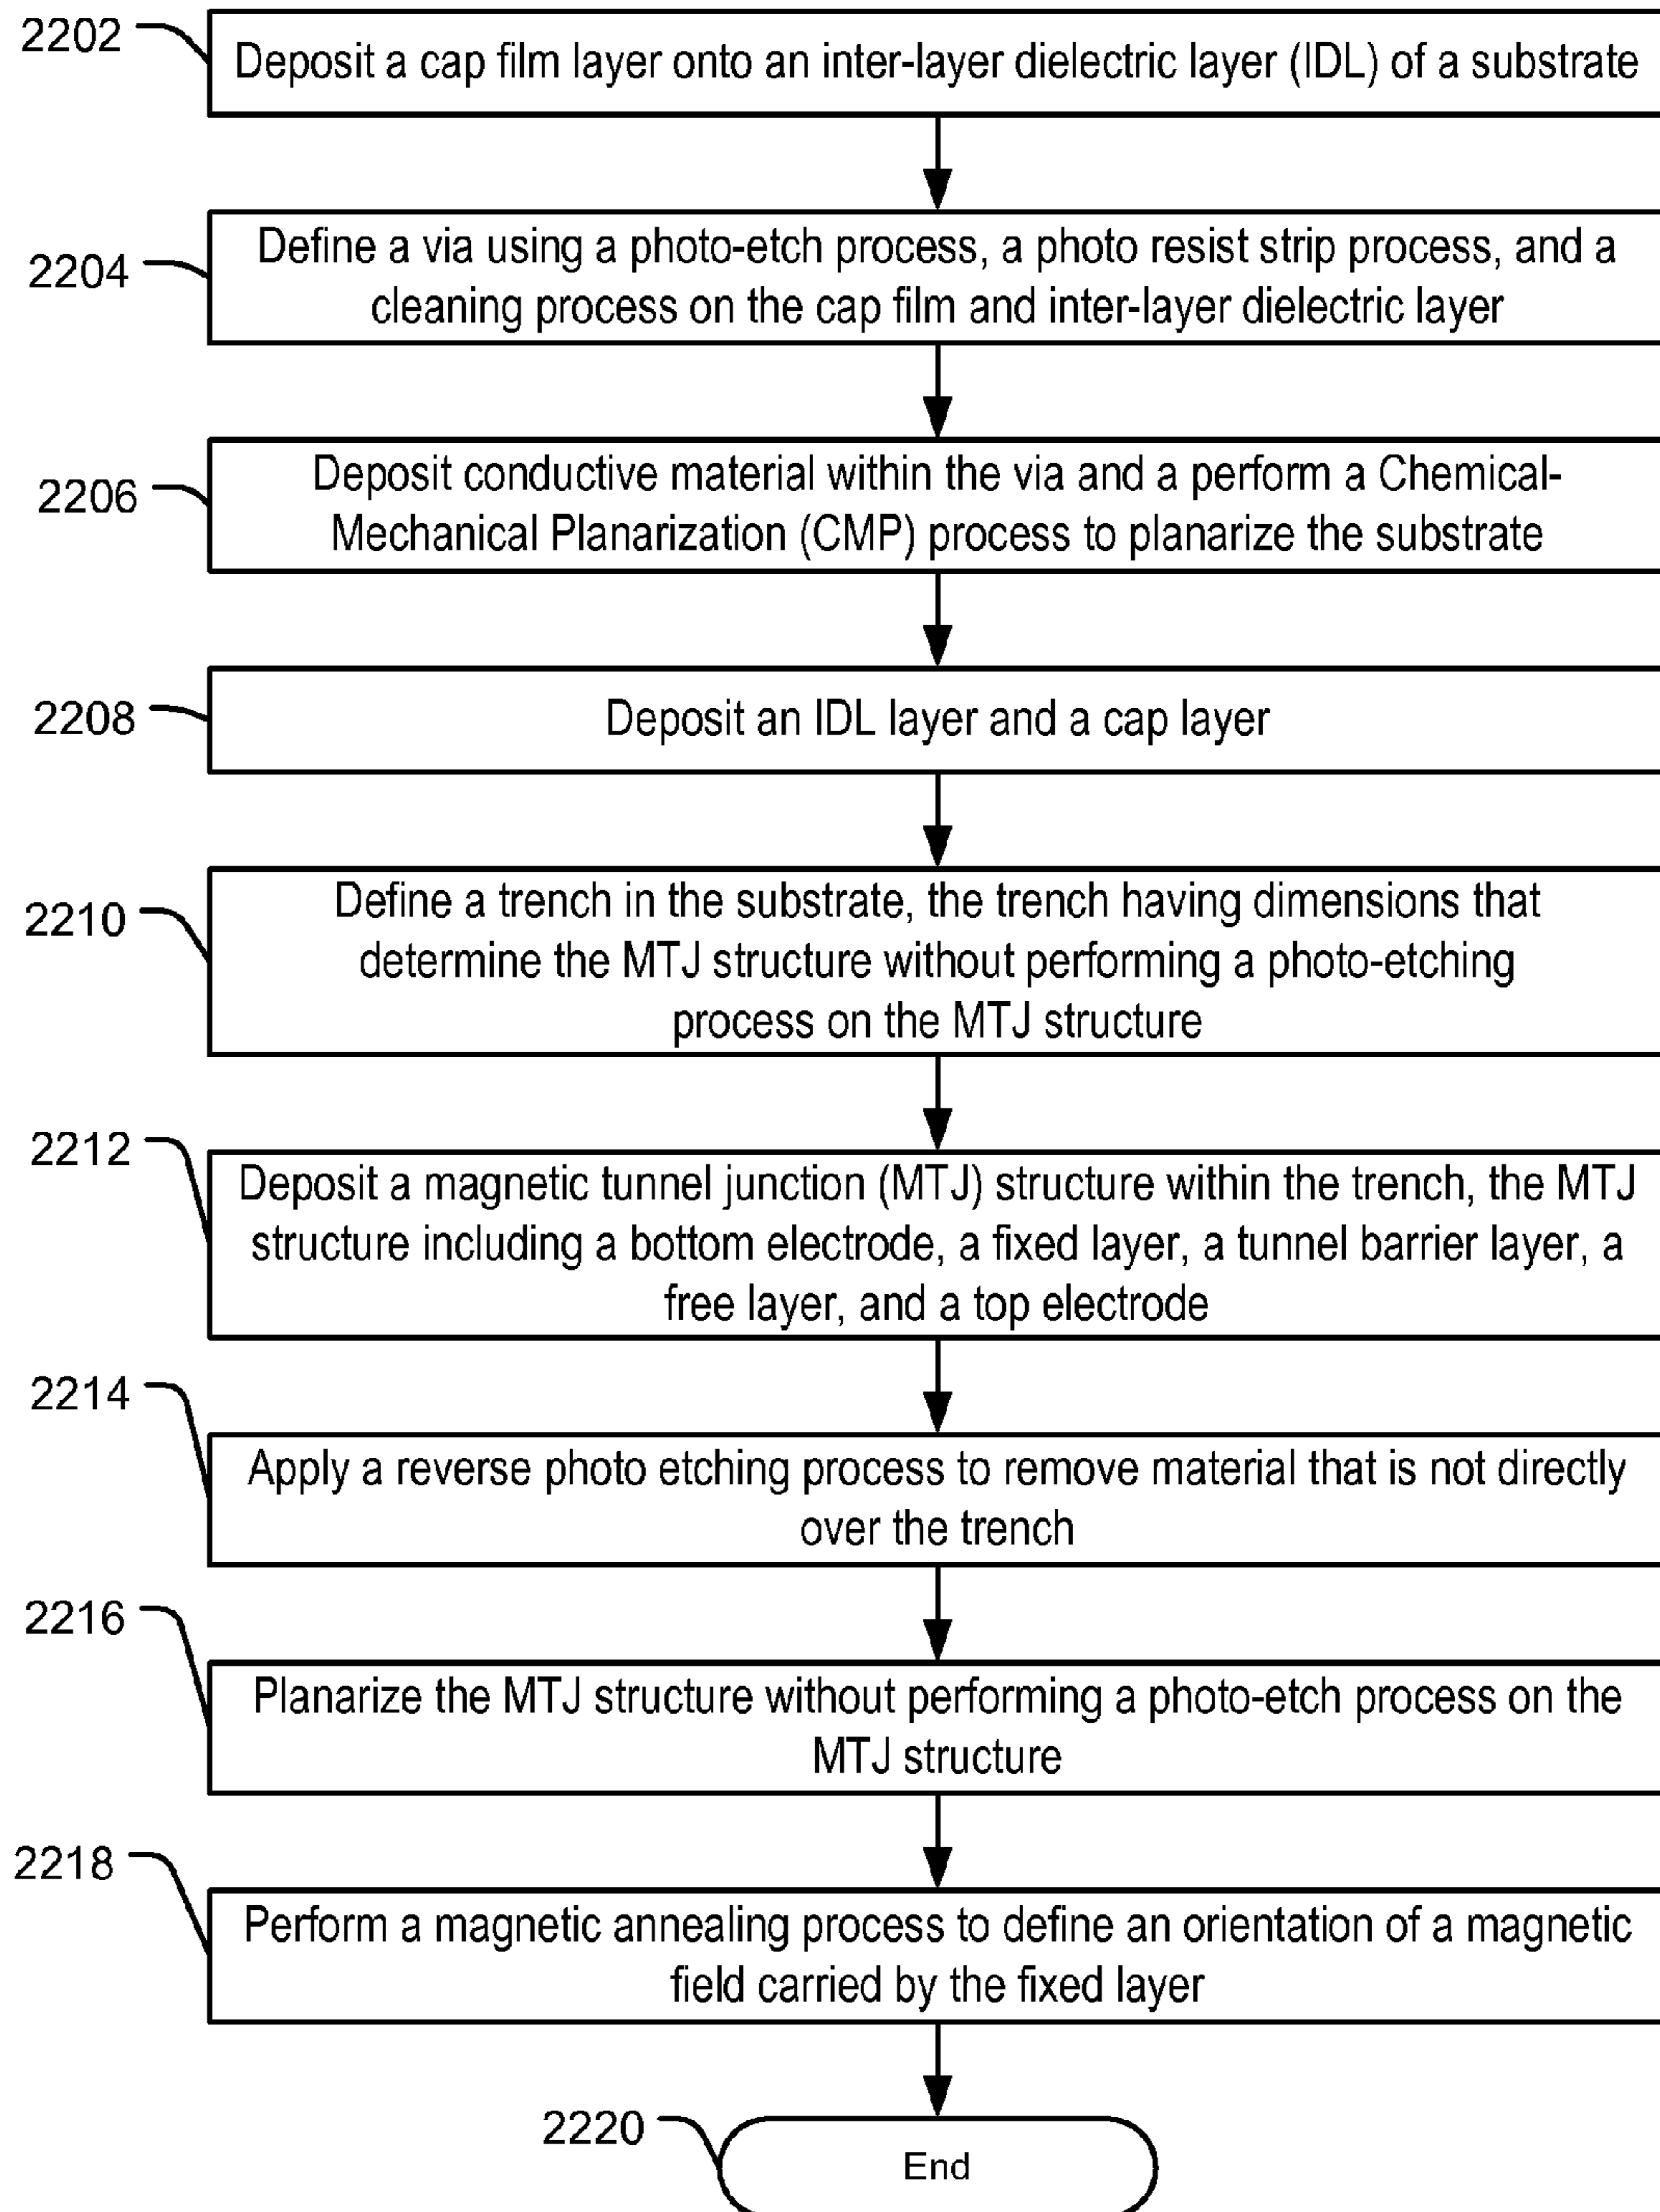 2202
Deposit a cap film layer onto an inter-layer dielectric layer (IDL) of a substrate
2204
Define a via using a photo-etch process, a photo resist strip process, and a
cleaning process on the cap film and inter-layer dielectric layer
2206
Deposit conductive material within the via and a perform a Chemical-
Mechanical Planarization (CMP) process to planarize the substrate
2208
Deposit an IDL layer and a cap layer
2210
Define a trench in the substrate, the trench having dimensions that
determine the MTJ structure without performing a photo-etching
process on the MTJ structure
2212
Deposit a magnetic tunnel junction (MTJ) structure within the trench, the MTJ
structure including a bottom electrode, a fixed layer, a tunnel barrier layer, a
free layer, and a top electrode
2214
Apply a reverse photo etching process to remove material that is not directly
over the trench
2216
Planarize the MTJ structure without performing a photo-etch process on the
MTJ structure
2218
Perform a magnetic annealing process to define an orientation of a magnetic
field carried by the fixed layer
2220
End